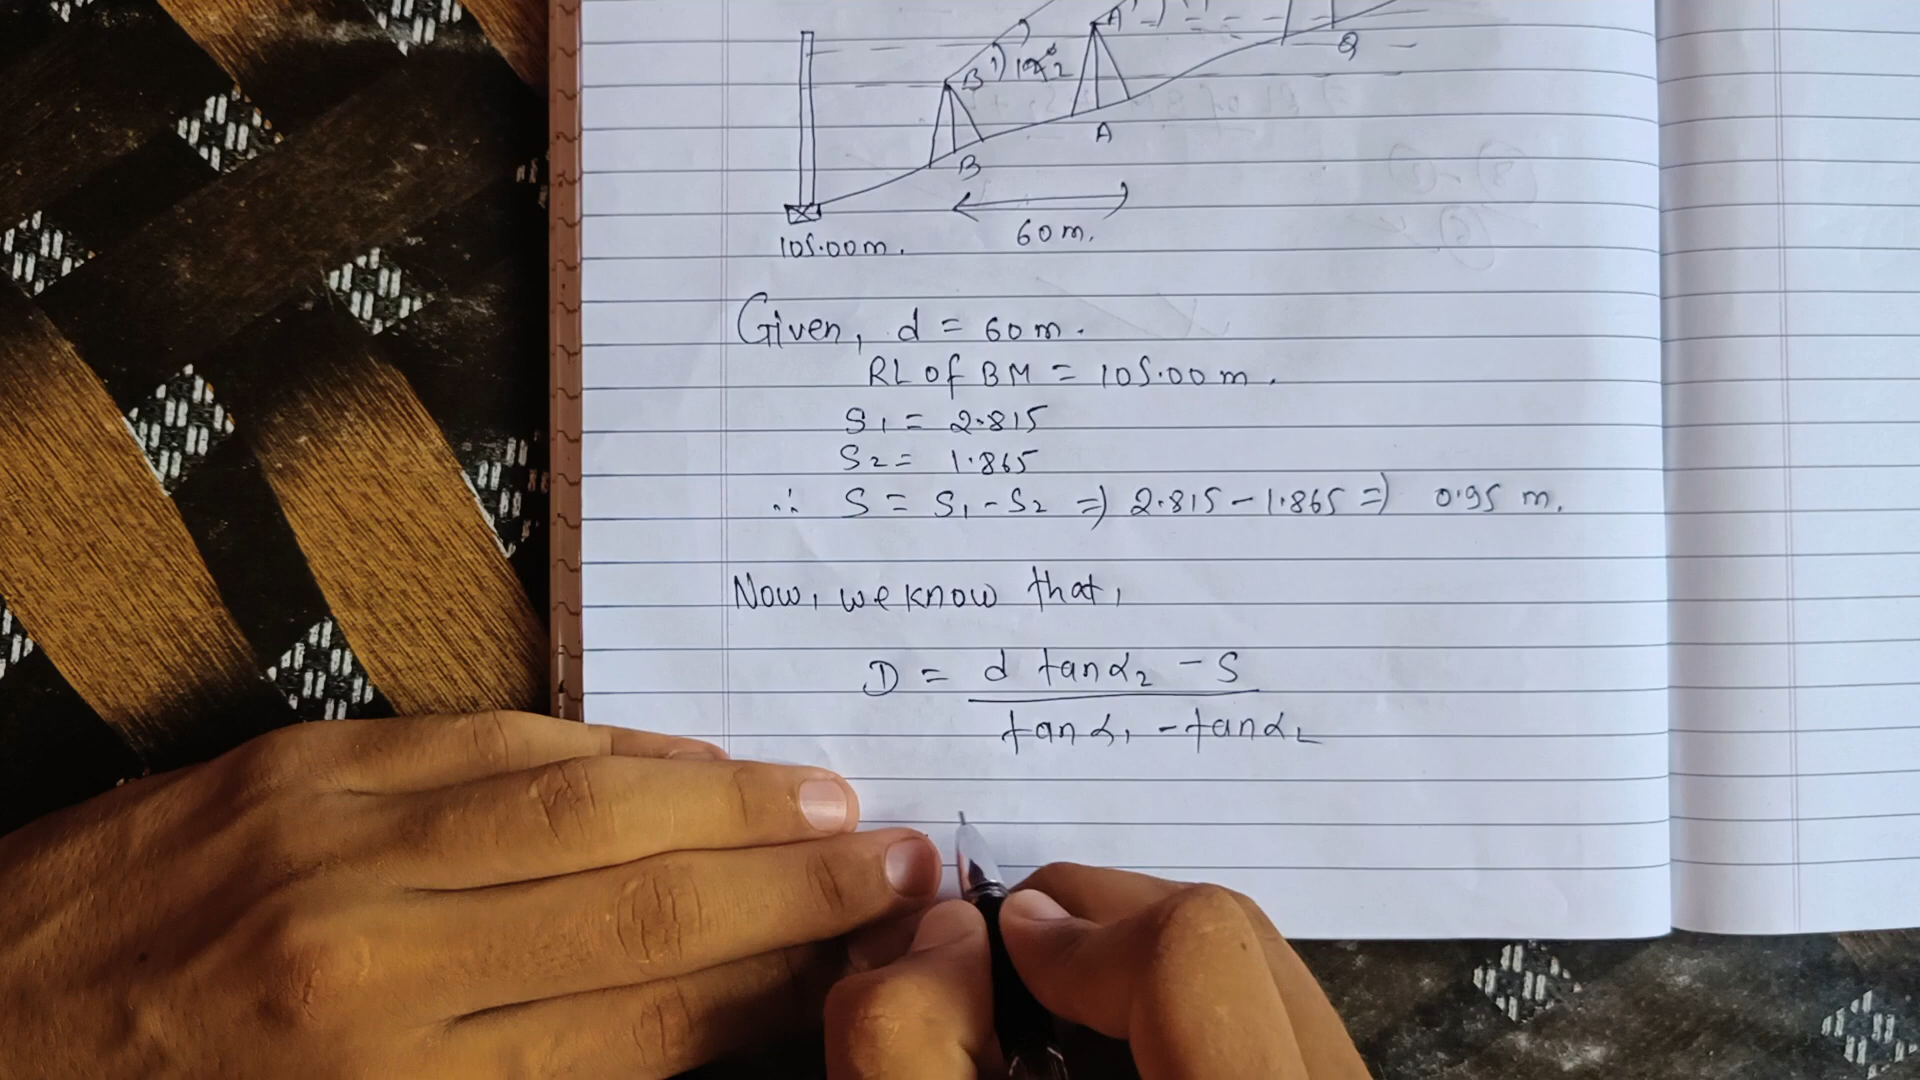 A'
B'
Q
A
B
60m.
105.00m.
Given, d = 60m.
RL of BM = 105.00m.
S1 = 2.815
S2 = 1.865
∴ S = S1 - S2 => 2.815 - 1.865 => 0.95 m.
Now, we know that,
D = d tanα2 - S
tanα1 - tanα2